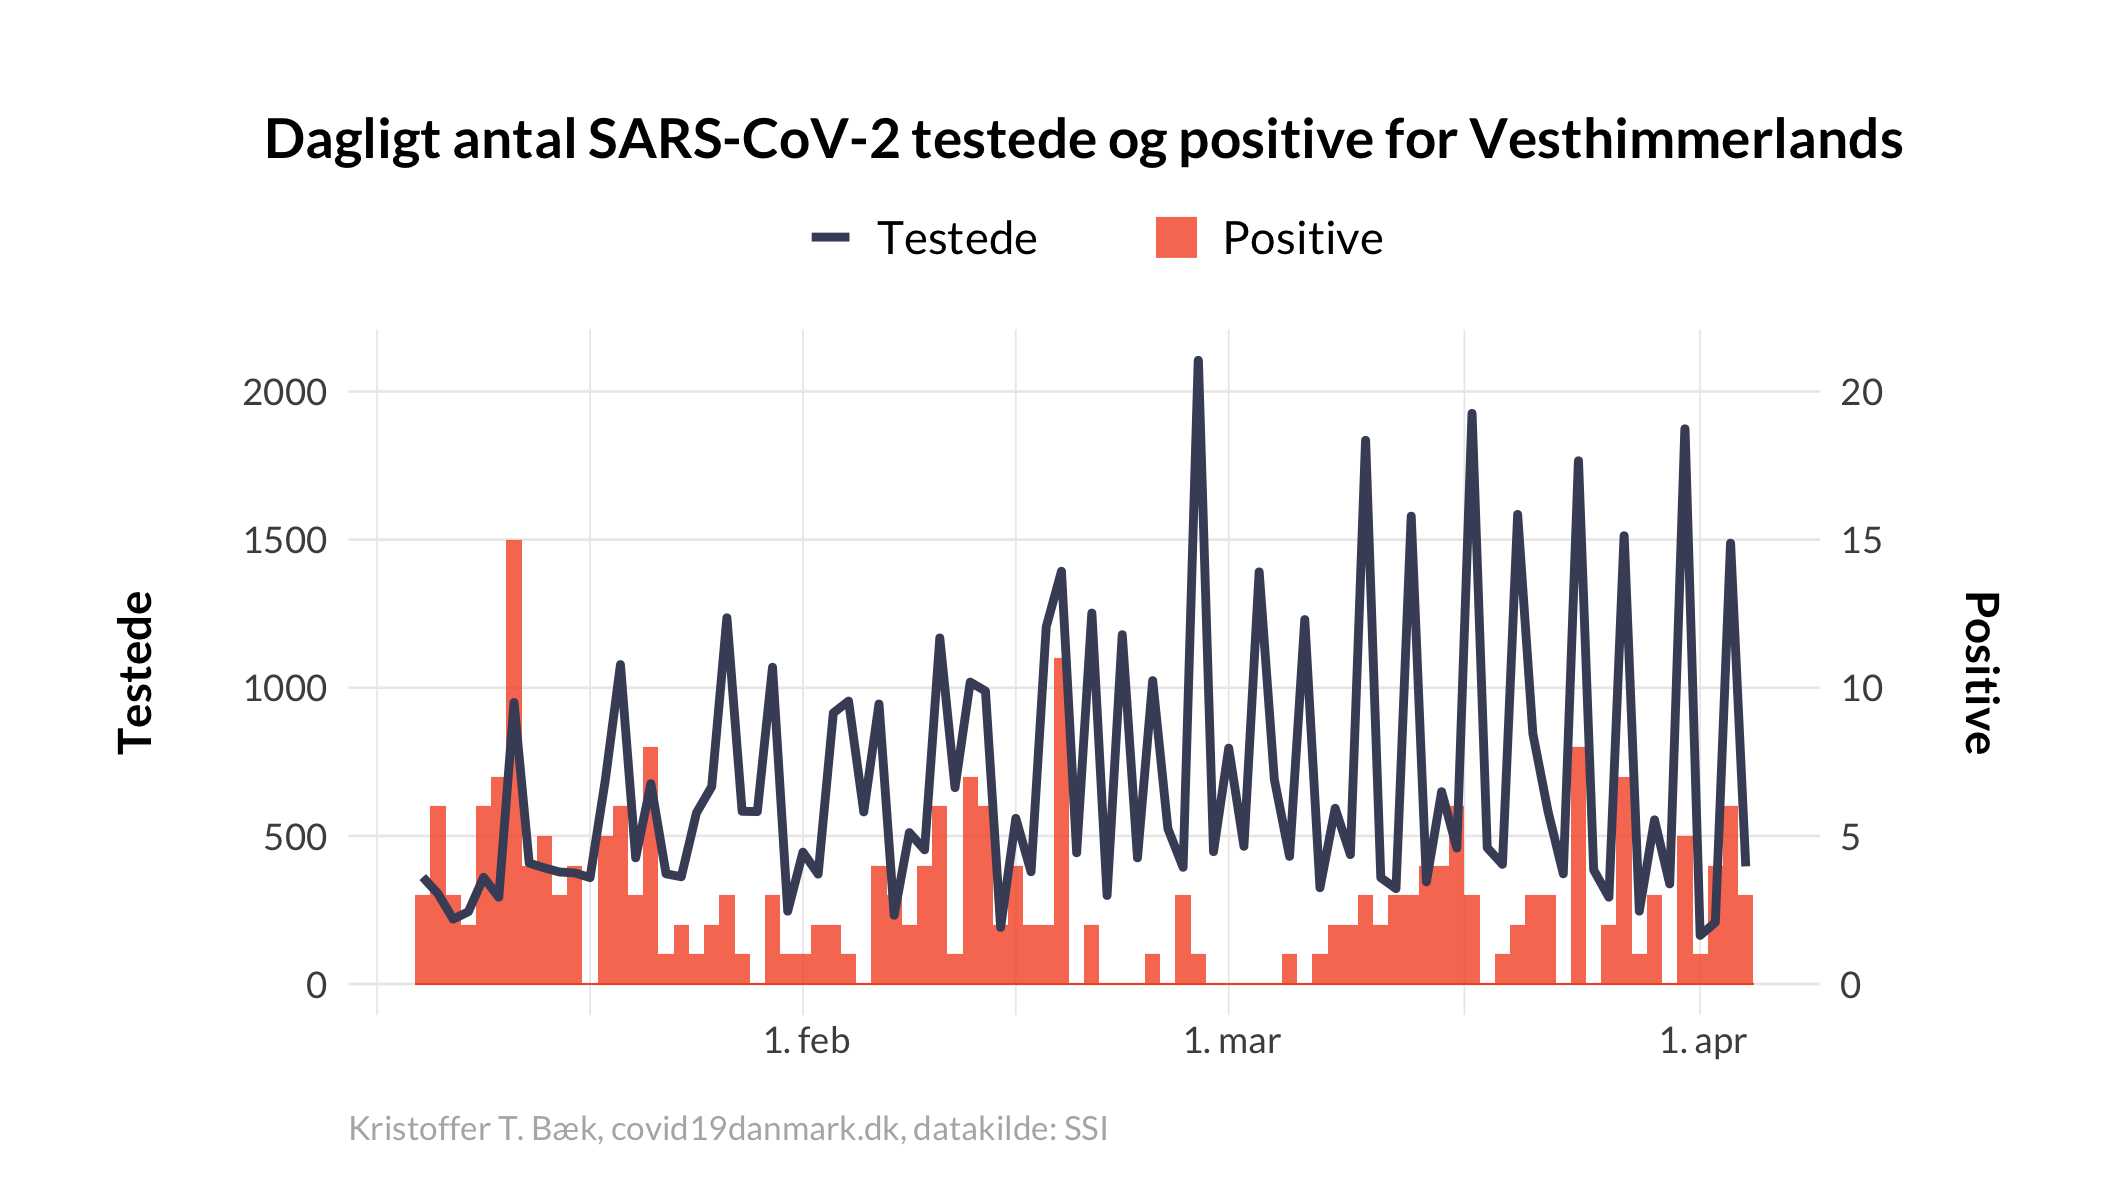 Dagligt antal SARS-CoV-2 testede og positive for Vesthimmerlands
Testede
Positive
2000
1500
1000
500
0
Testede
20
15
10
5
0
Positive
1. feb
1. mar
1. apr
Kristoffer T. Bæk, covid19danmark.dk, datakilde: SSI